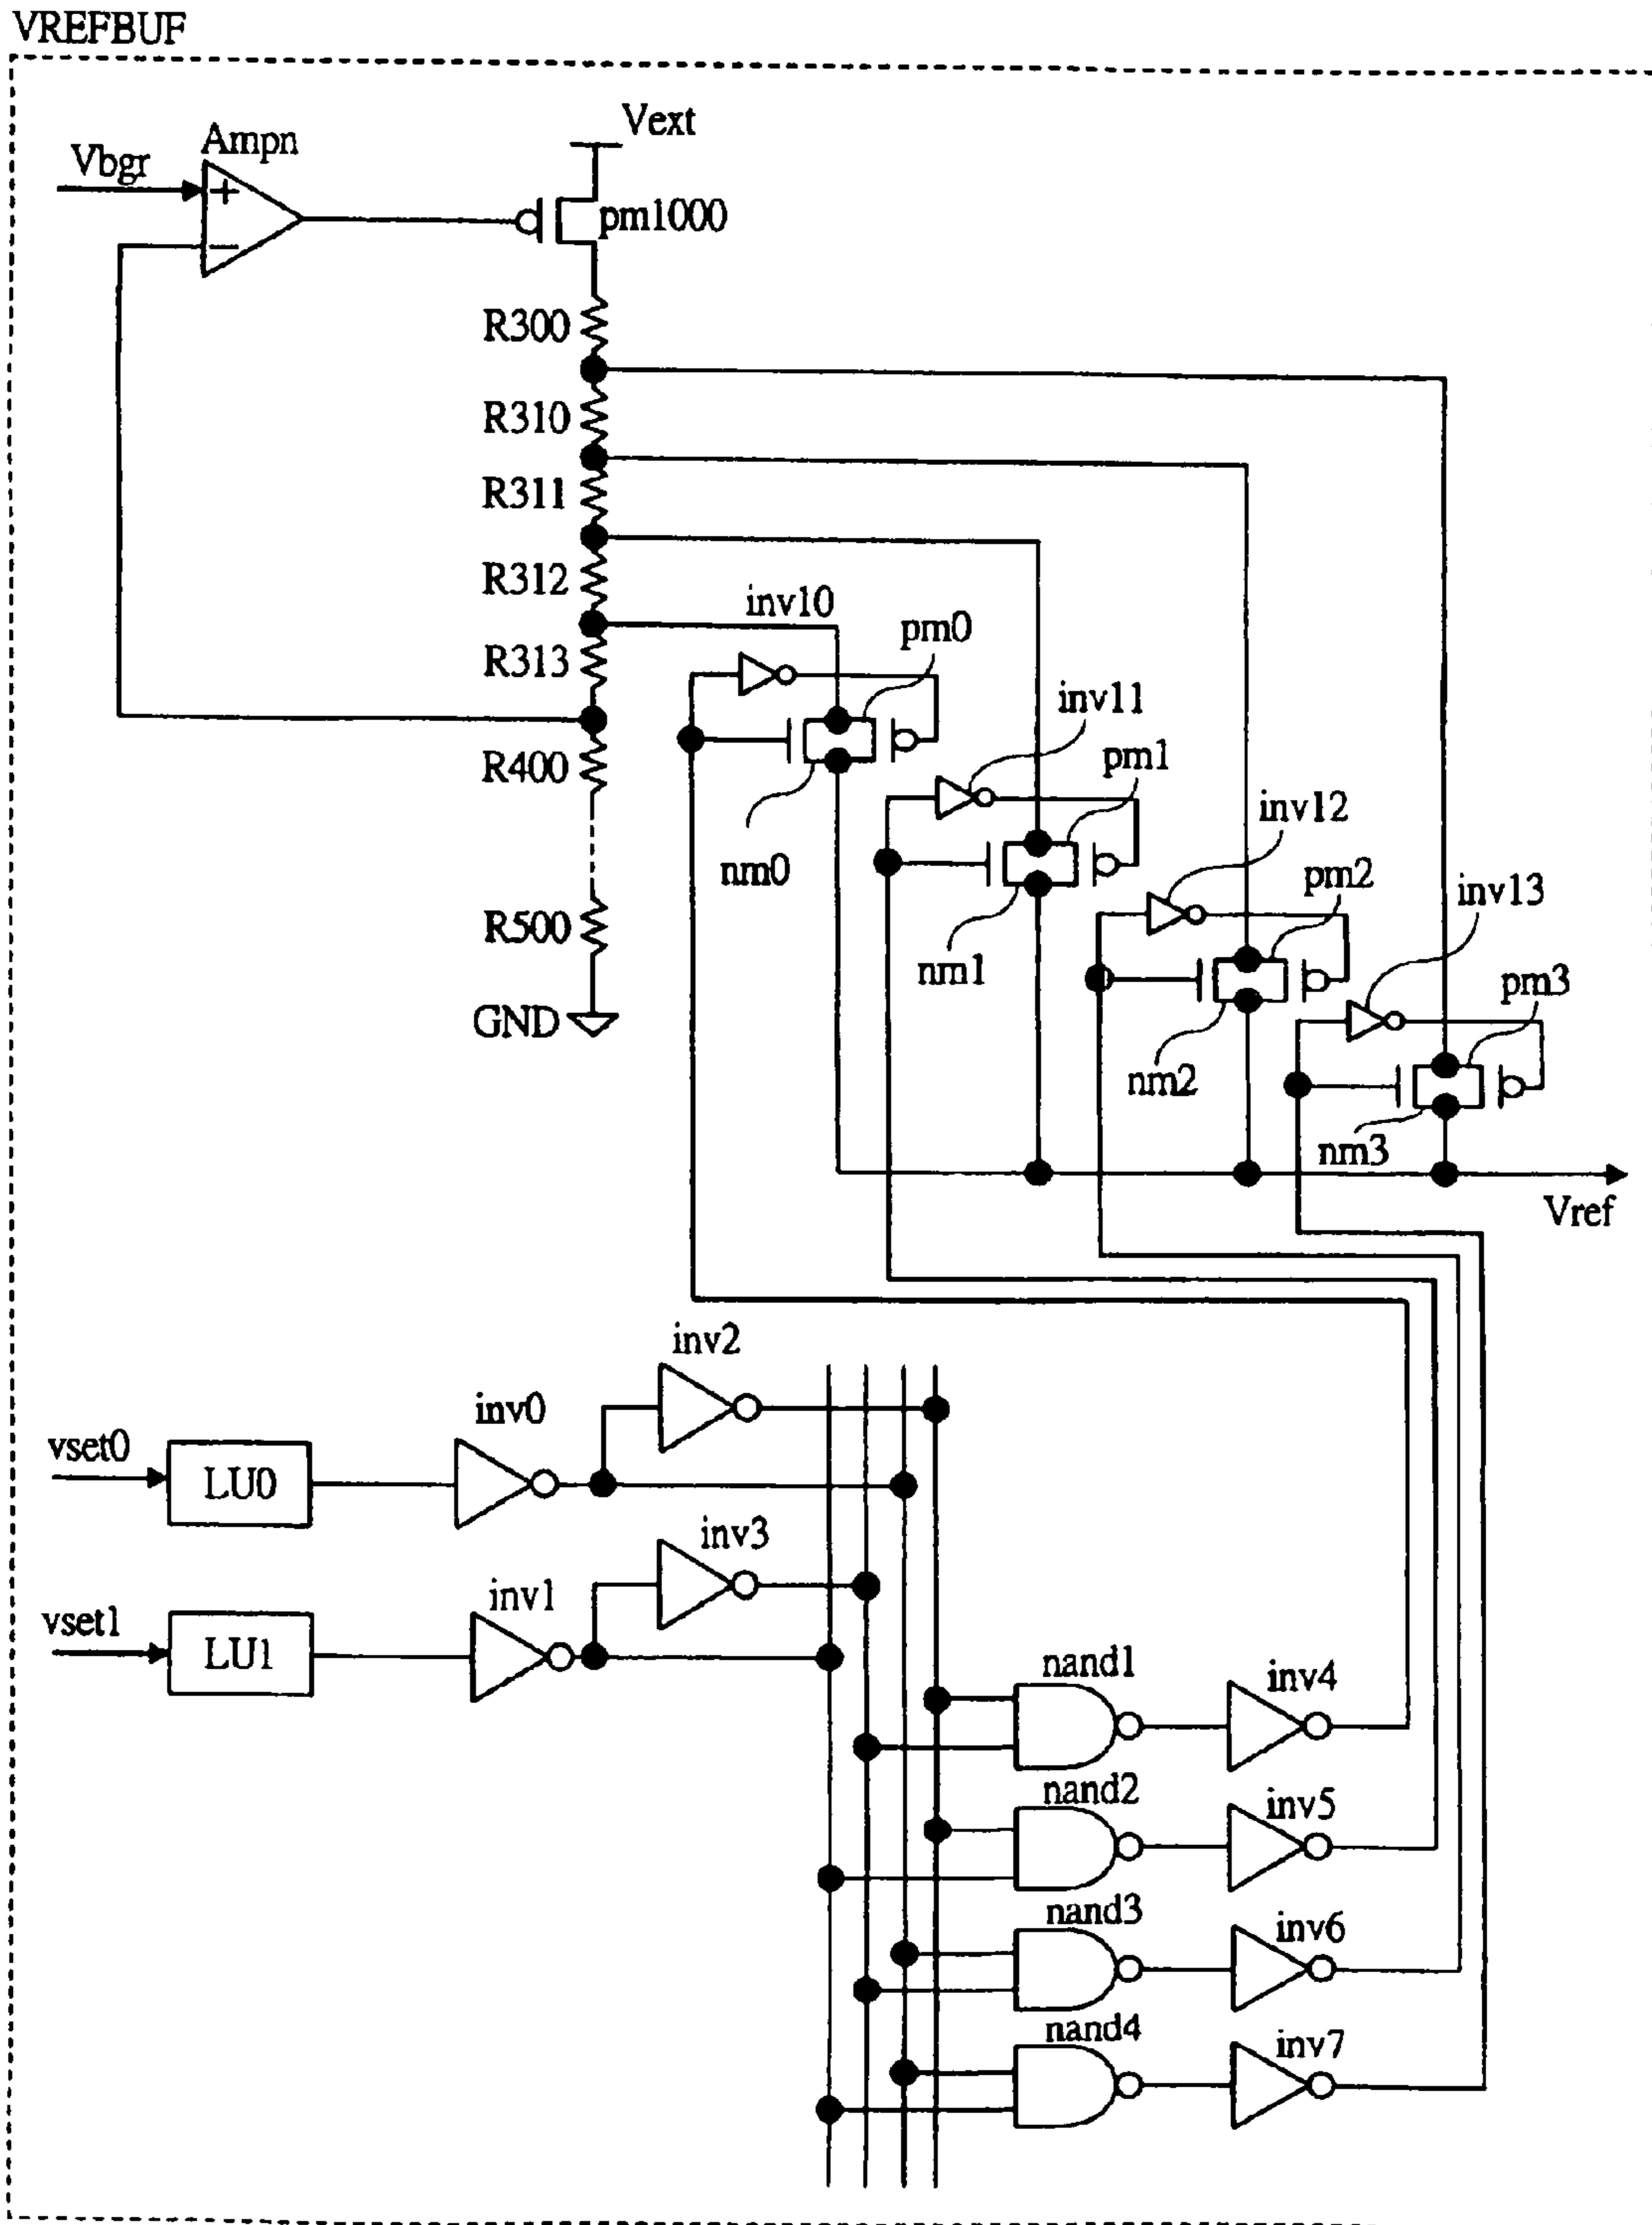 VREFBUF
Vext
Ampn
Vbgr
+
−
pm1000
R300
R310
R311
R312
inv10
pm0
R313
inv11
pm1
R400
inv12
nm0
pm2
inv13
R500
nm1
pm3
GND
nm2
nm3
Vref
inv2
inv0
vset0
LU0
inv3
inv1
vset1
LU1
nand1
inv4
nand2
inv5
nand3
inv6
nand4
inv7